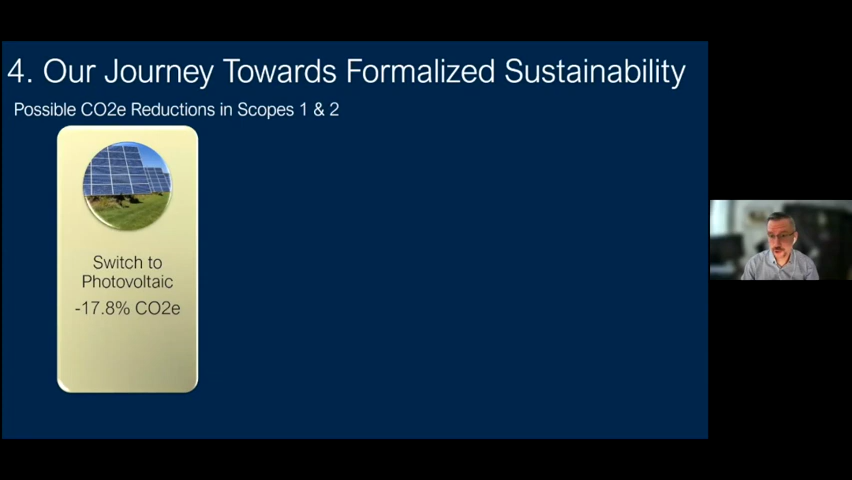 4. Our Journey Towards Formalized Sustainability
Possible CO2e Reductions in Scopes 1 & 2
Switch to
Photovoltaic
-17.8% CO2e